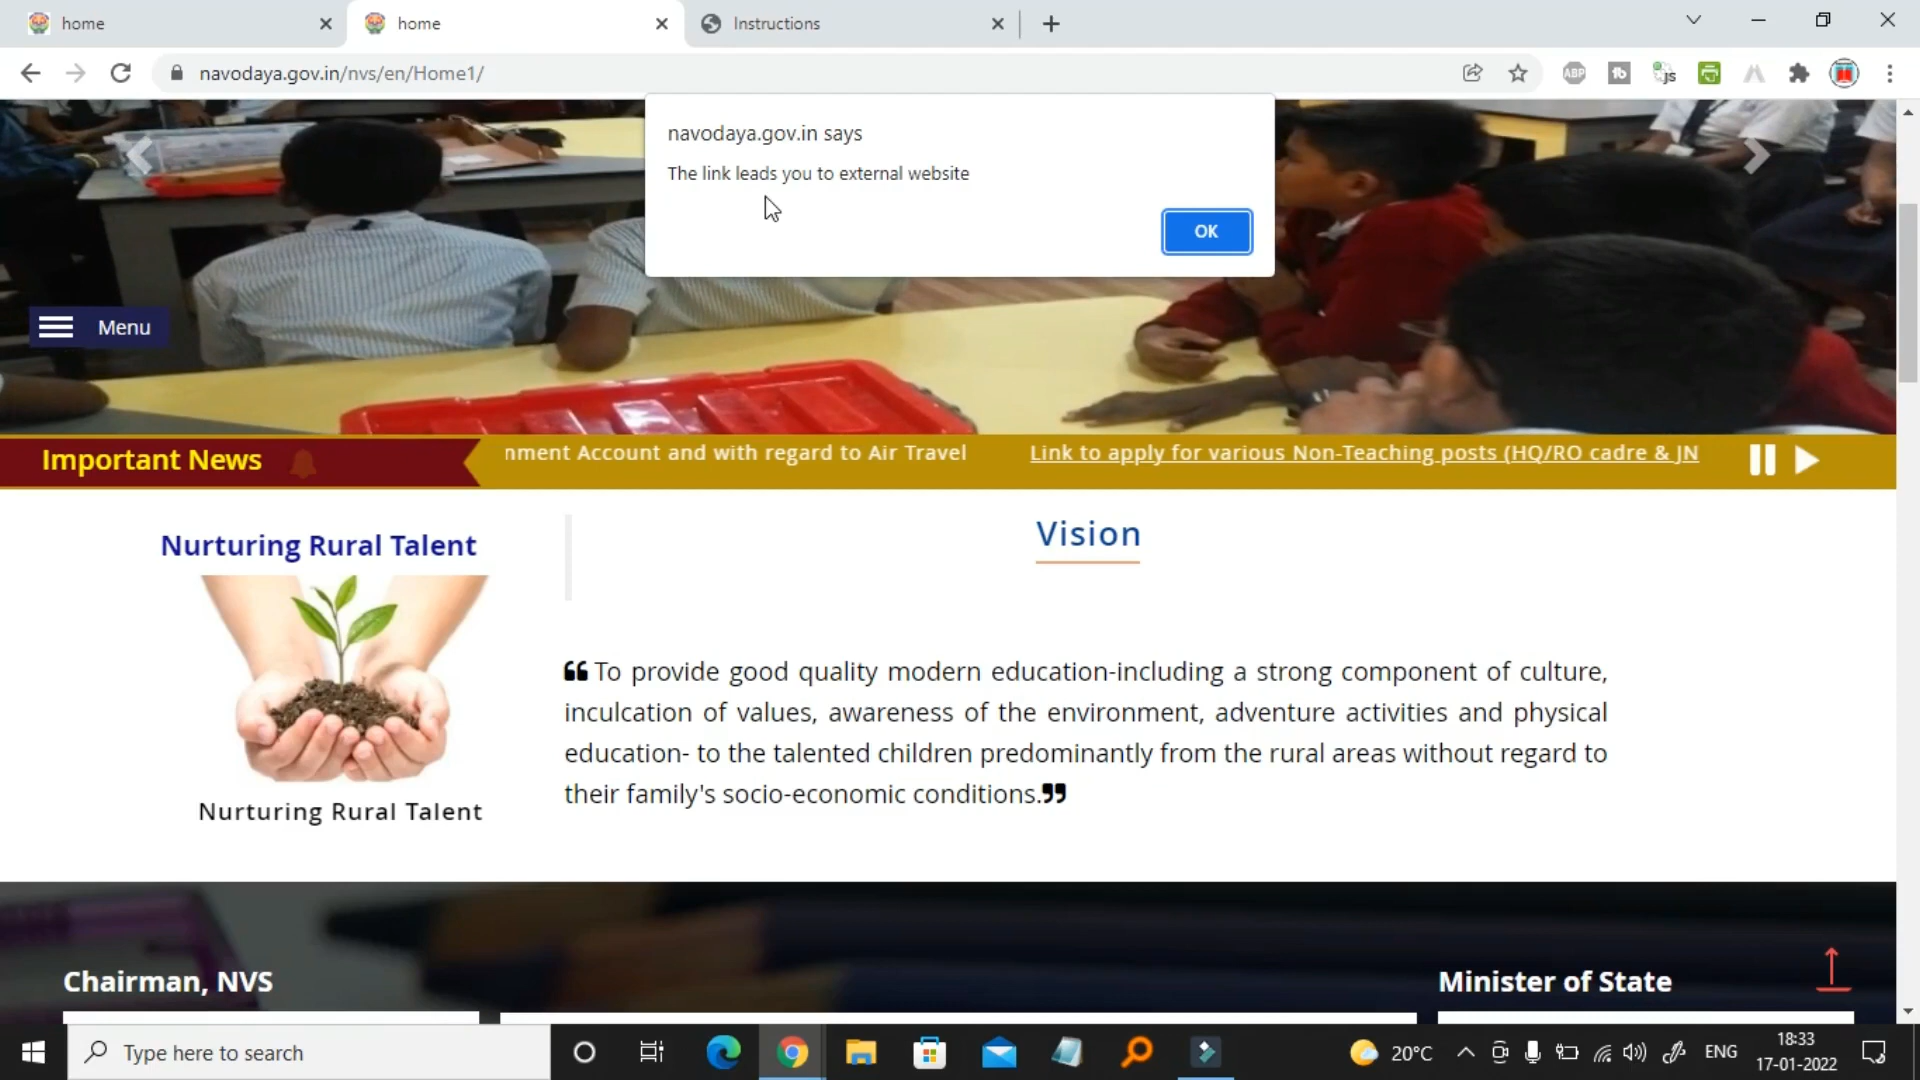 home
home
Instructions
navodaya.gov.in/nvs/en/Home1/
ABP
tb
js
navodaya.gov.in says
The link leads you to external website
OK
Menu
Important News
nment Account and with regard to Air Travel
Link to apply for various Non-Teaching posts (HQ/RO cadre & JN
Nurturing Rural Talent
Vision
❝ To provide good quality modern education-including a strong component of culture,
inculcation of values, awareness of the environment, adventure activities and physical
education- to the talented children predominantly from the rural areas without regard to
their family's socio-economic conditions.❞
Nurturing Rural Talent
Chairman, NVS
Minister of State
Type here to search
20°C
ENG
18:33
17-01-2022